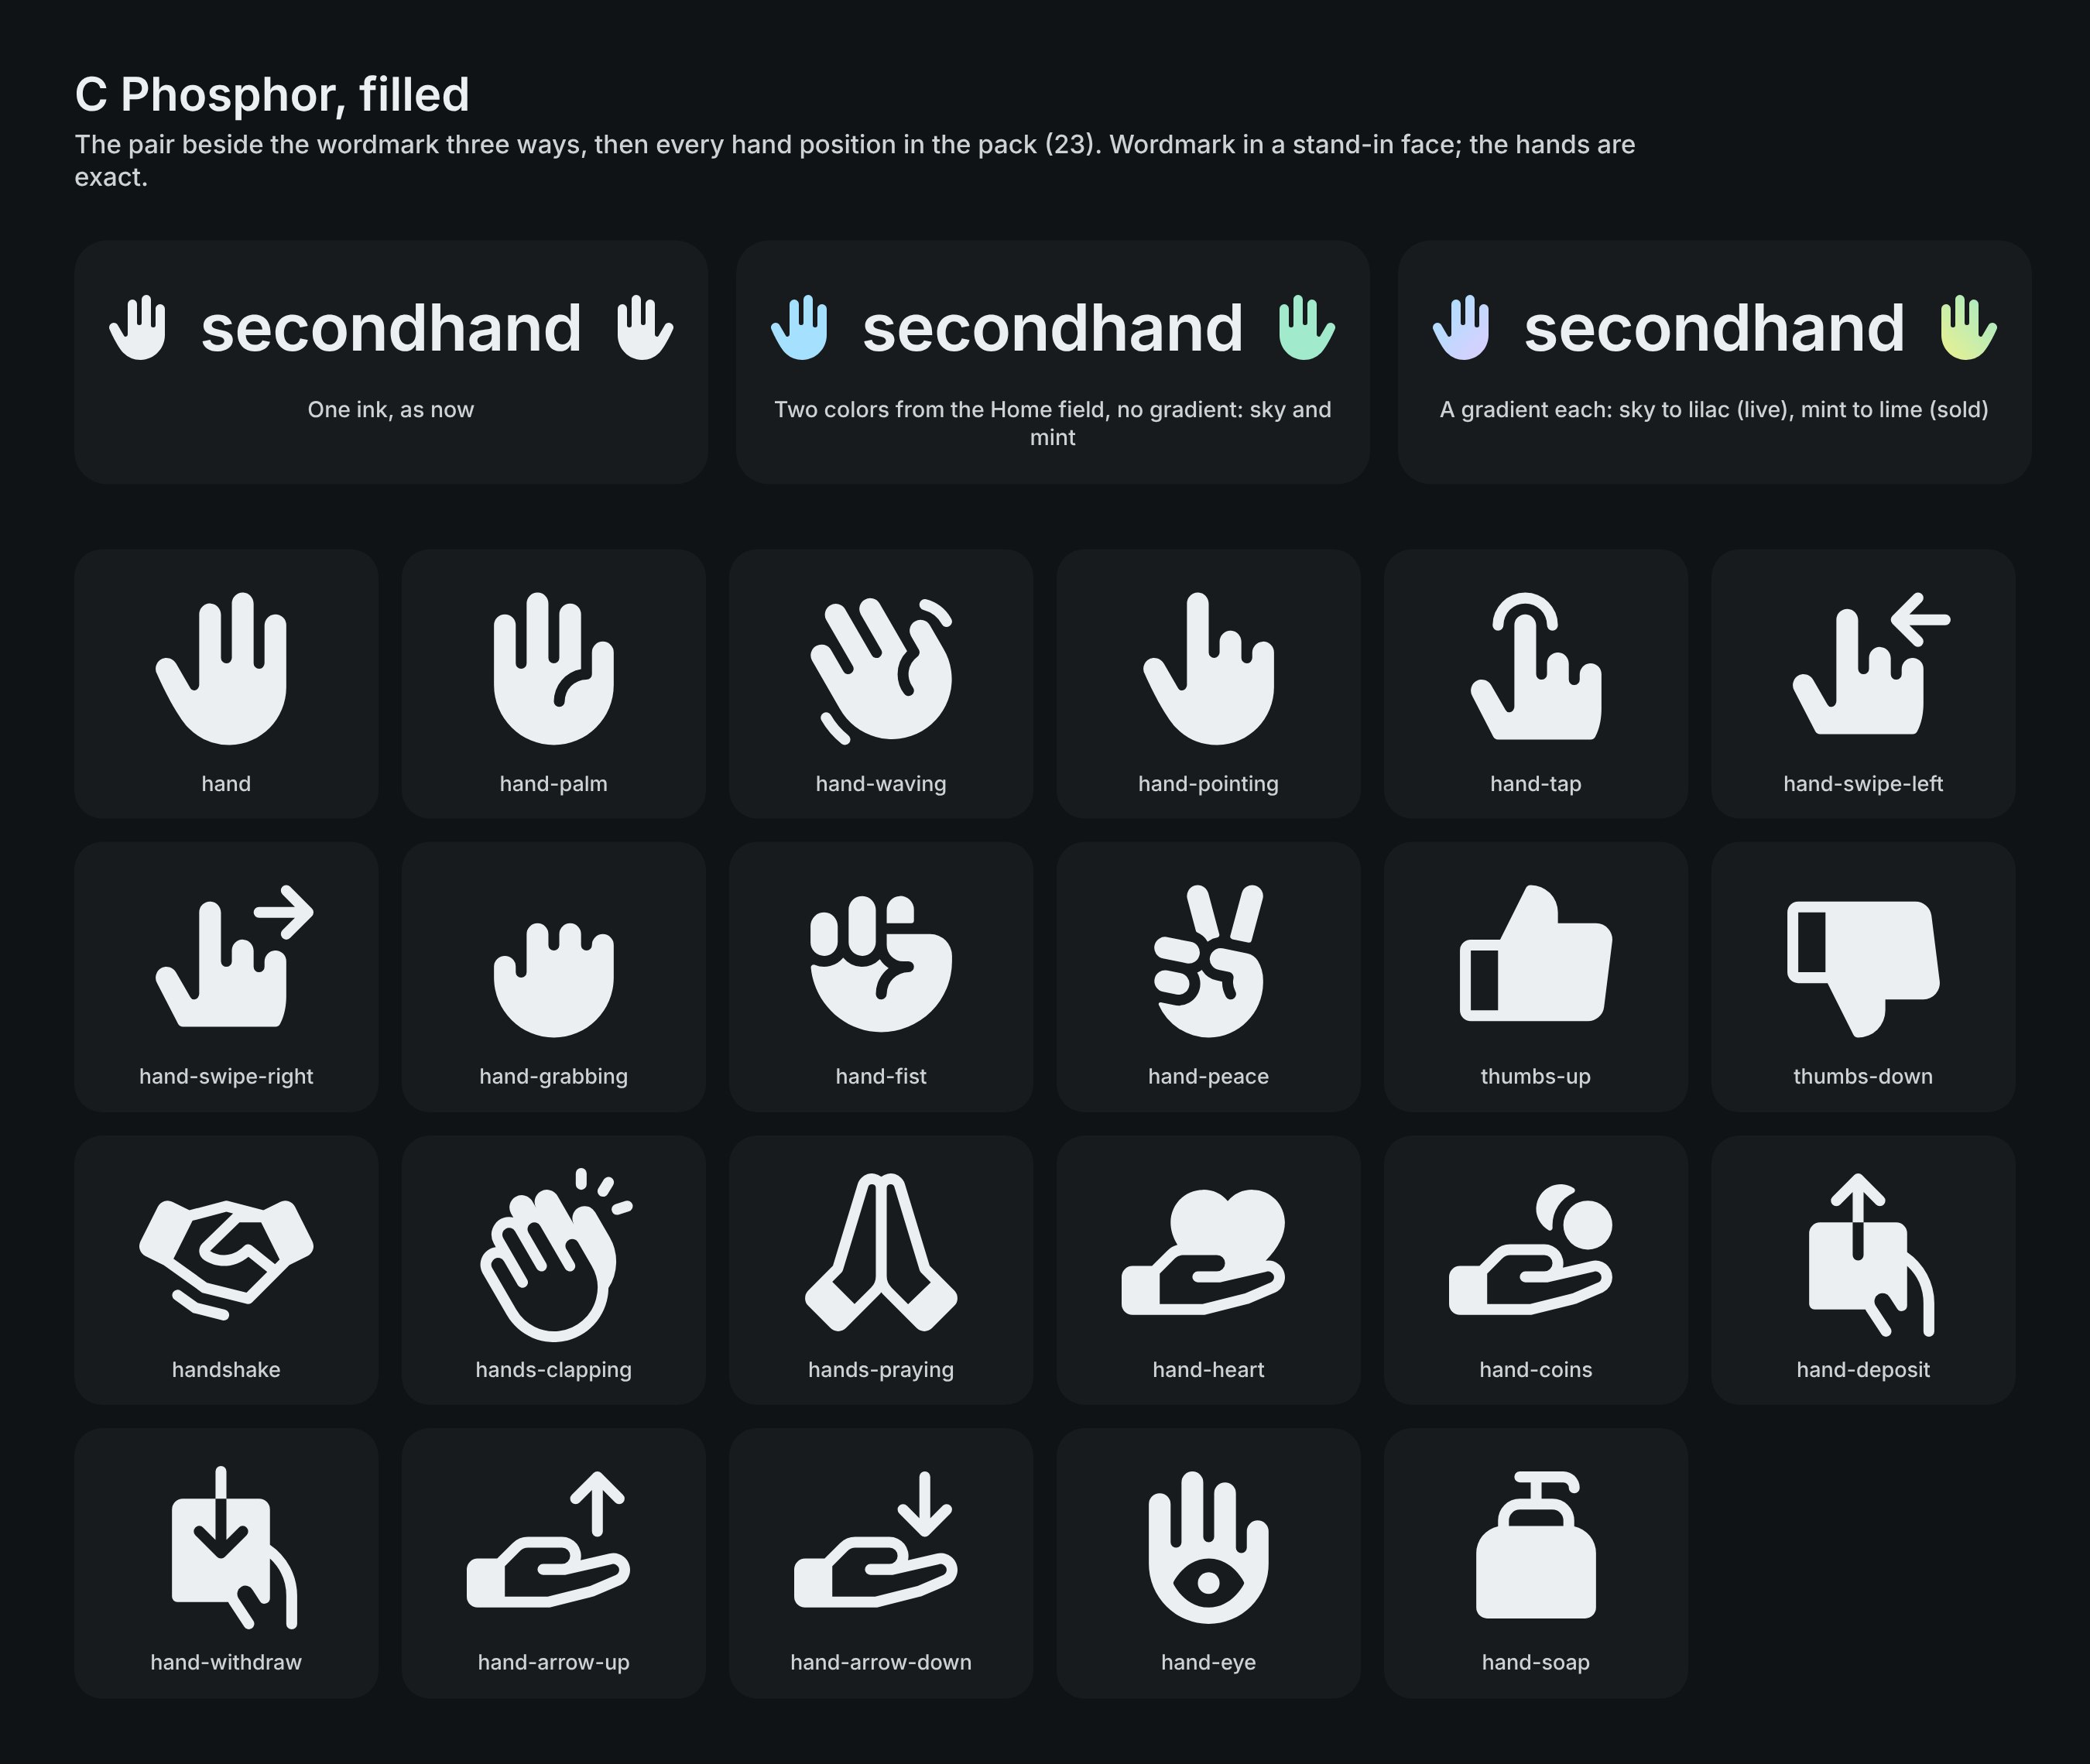 C Phosphor, filled
The pair beside the wordmark three ways, then every hand position in the pack (23). Wordmark in a stand-in face; the hands are
exact.
secondhand
One ink, as now
secondhand
Two colors from the Home field, no gradient: sky and
mint
secondhand
A gradient each: sky to lilac (live), mint to lime (sold)
hand
hand-palm
hand-waving
hand-pointing
hand-tap
hand-swipe-left
hand-swipe-right
hand-grabbing
hand-fist
hand-peace
thumbs-up
thumbs-down
handshake
hands-clapping
hands-praying
hand-heart
hand-coins
hand-deposit
hand-withdraw
hand-arrow-up
hand-arrow-down
hand-eye
hand-soap